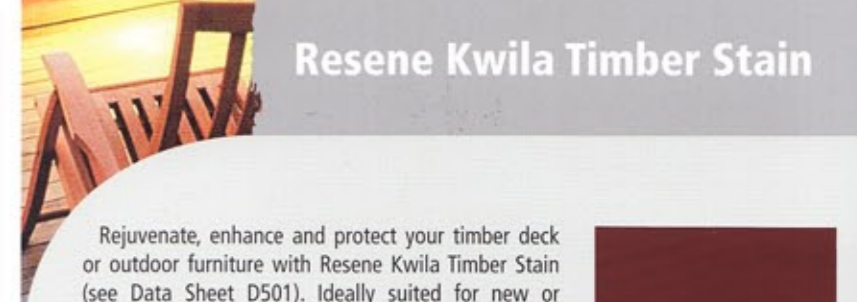 Resene Kwila Timber Stain
Rejuvenate, enhance and protect your timber deck
or outdoor furniture with Resene Kwila Timber Stain
(see Data Sheet D501). Ideally suited for new or